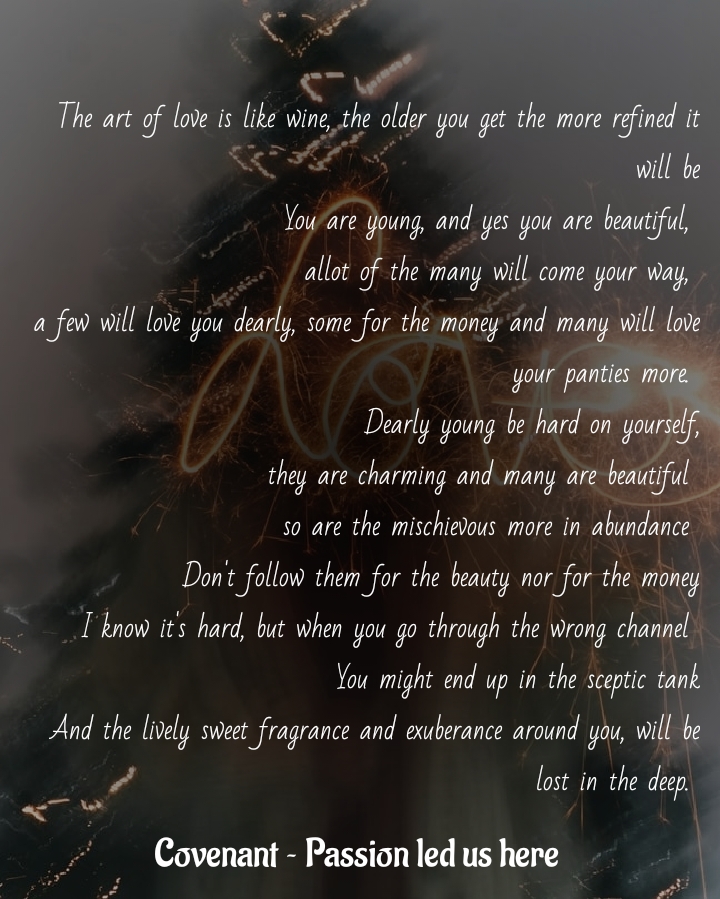 The art of love is like wine, the older you get the more refined it
will be
You are young, and yes you are beautiful,
allot of the many will come your way,
a few will love you dearly, some for the money and many will love
your panties more.
Dearly young be hard on yourself,
they are charming and many are beautiful
so are the mischievous more in abundance
Don't follow them for the beauty nor for the money
I know it's hard, but when you go through the wrong channel
You might end up in the sceptic tank
And the lively sweet fragrance and exuberance around you, will be
lost in the deep.
love
Covenant - Passion led us here